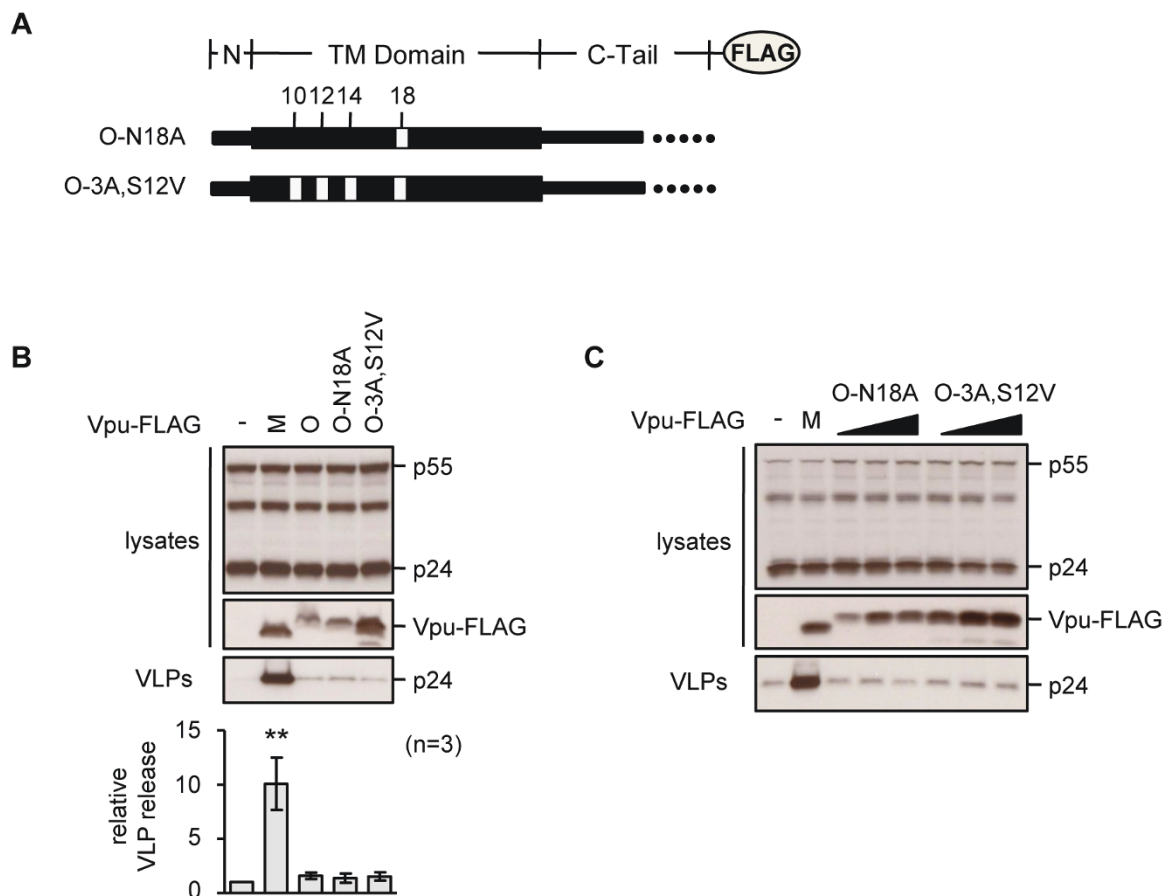 A
N TM Domain C-Tail FLAG
10 12 14 18
O-N18A
O-3A,S12V
B
Vpu-FLAG - M O O-N18A O-3A,S12V
p55
lysates
p24
Vpu-FLAG
VLPs p24
15
10
5
0
relative
VLP release
**
(n=3)
C
O-N18A O-3A,S12V
Vpu-FLAG - M
p55
lysates
p24
Vpu-FLAG
VLPs p24